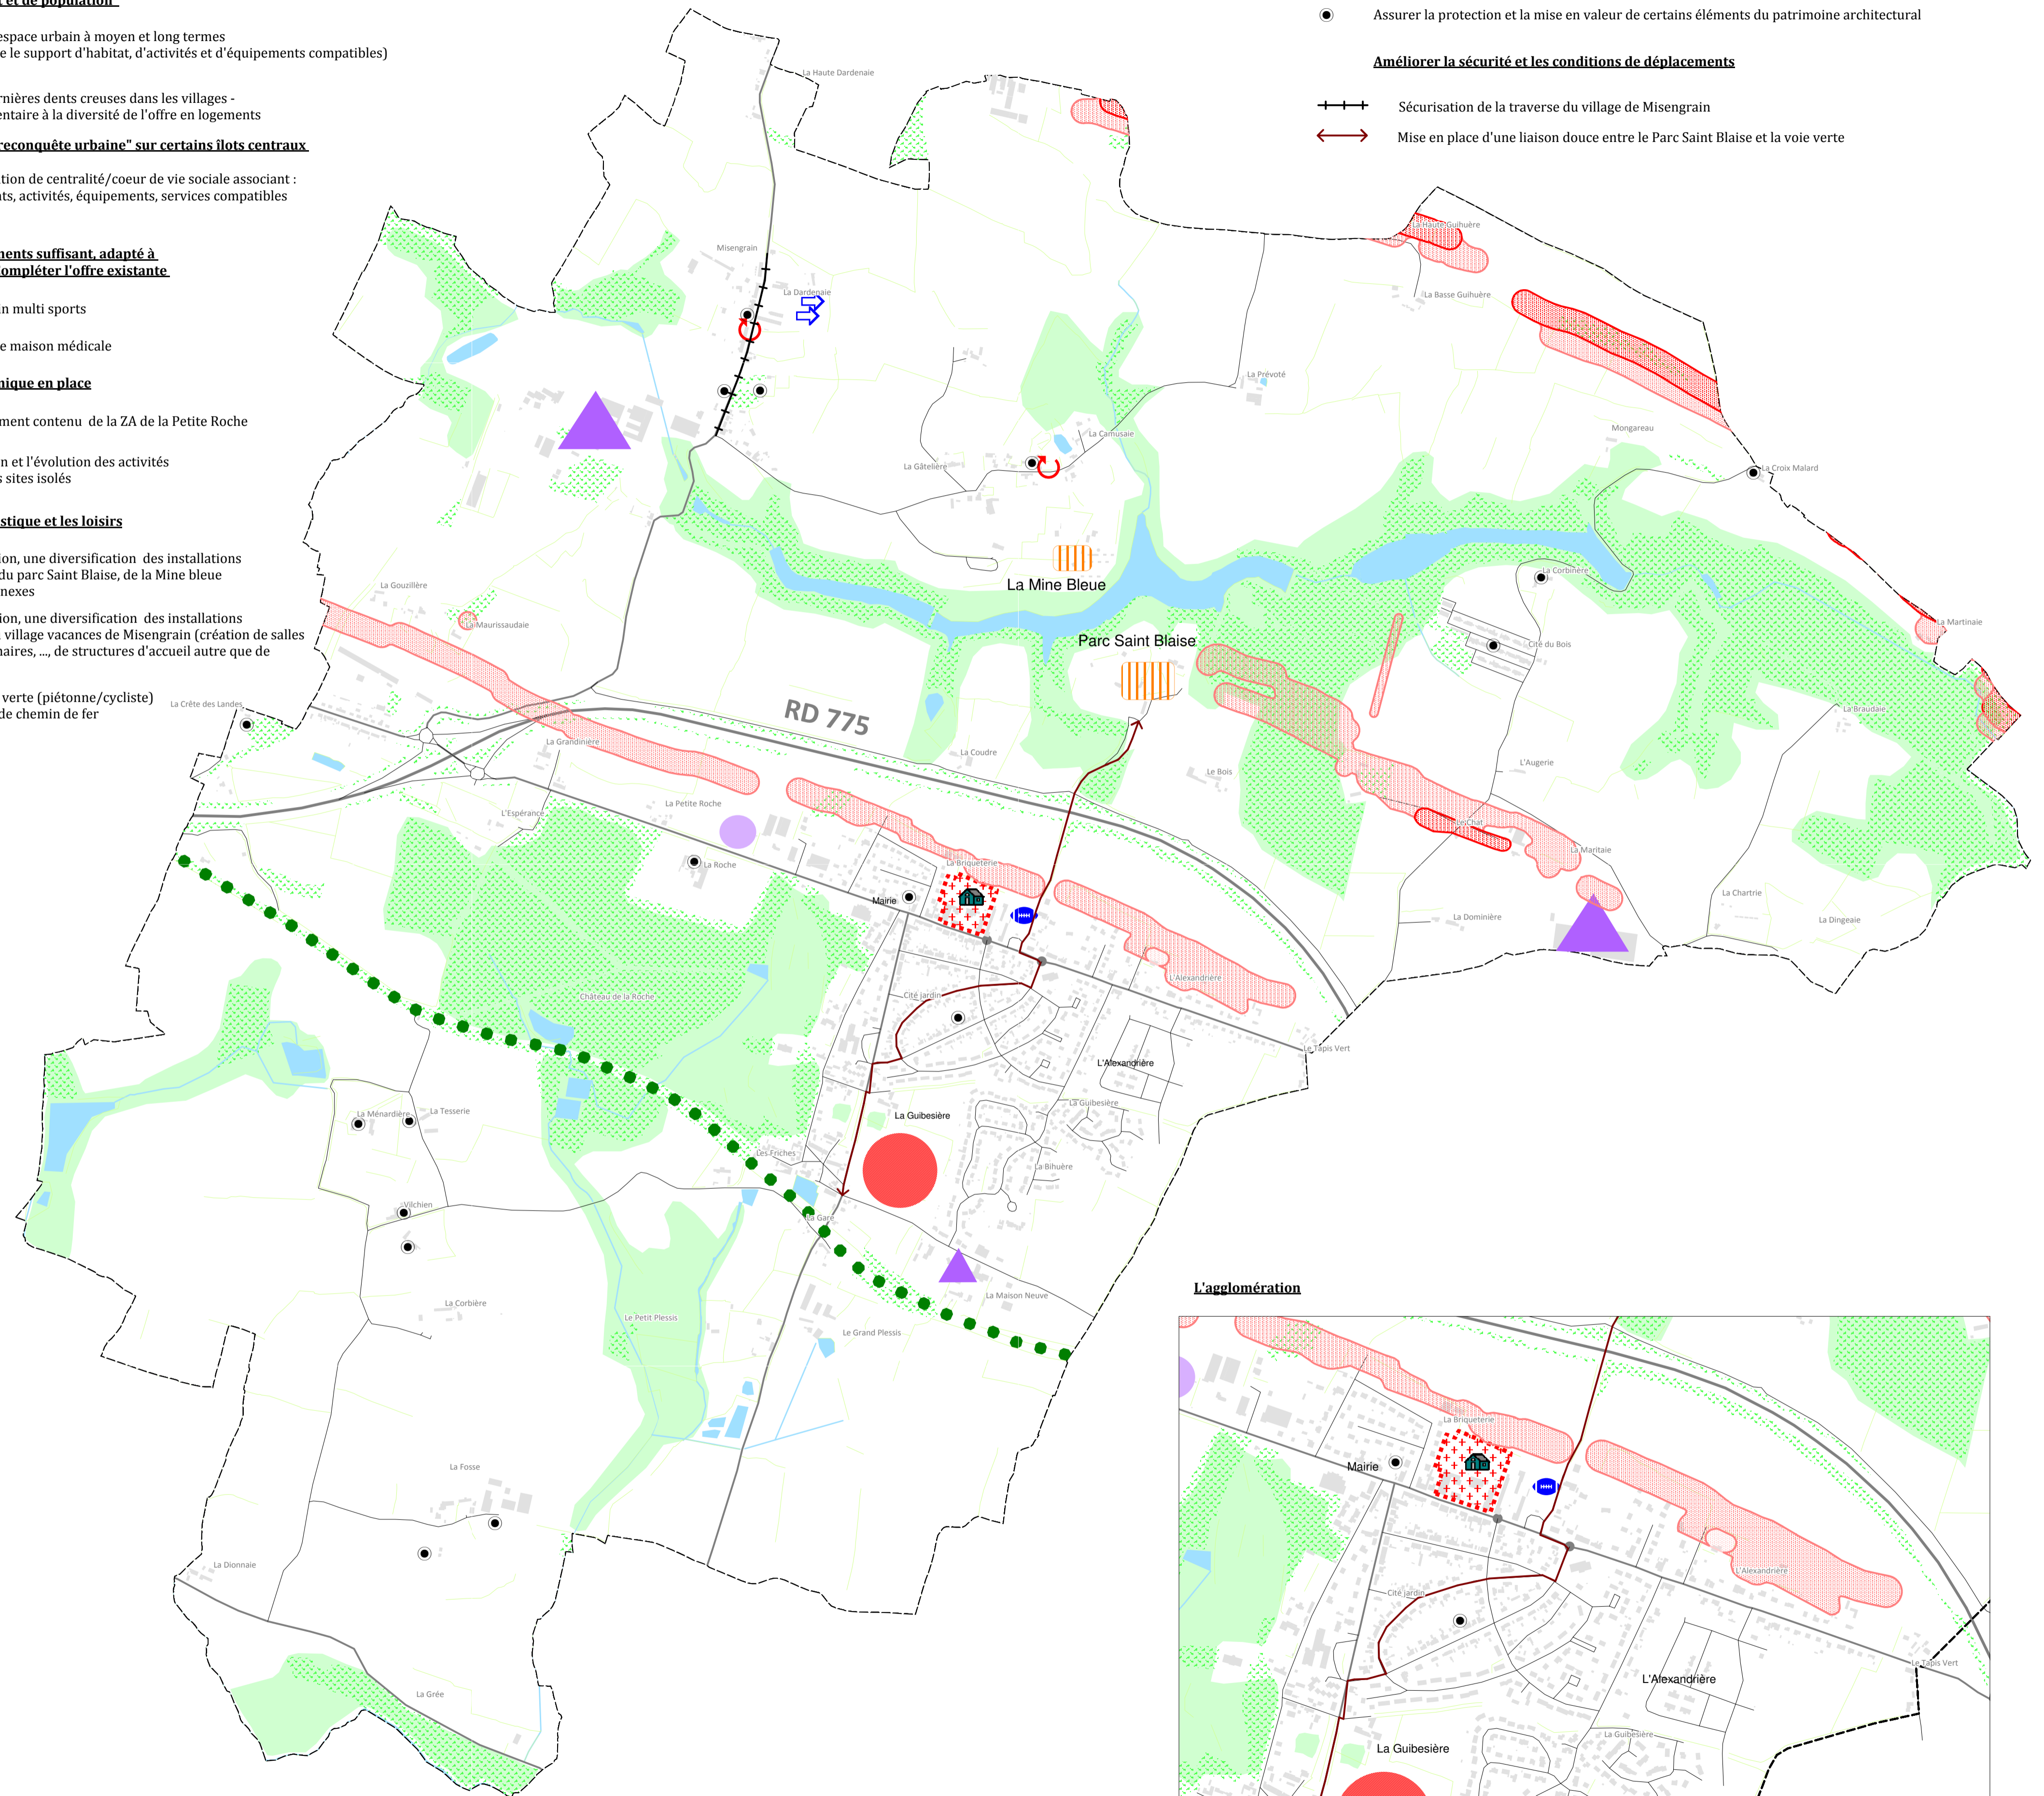 t et de population
espace urbain à moyen et long termes
e le support d'habitat, d'activités et d'équipements compatibles)
rnières dents creuses dans les villages -
entaire à la diversité de l'offre en logements
reconquête urbaine" sur certains îlots centraux
ation de centralité/coeur de vie sociale associant :
nts, activités, équipements, services compatibles
ments suffisant, adapté à
Compléter l'offre existante
in multi sports
e maison médicale
mique en place
ment contenu de la ZA de la Petite Roche
n et l'évolution des activités
s sites isolés
istique et les loisirs
tion, une diversification des installations
du parc Saint Blaise, de la Mine bleue
nexes
tion, une diversification des installations
u village vacances de Misengrain (création de salles
naires, ..., de structures d'accueil autre que de
verte (piétonne/cycliste)
de chemin de fer
Assurer la protection et la mise en valeur de certains éléments du patrimoine architectural
Améliorer la sécurité et les conditions de déplacements
Sécurisation de la traverse du village de Misengrain
Mise en place d'une liaison douce entre le Parc Saint Blaise et la voie verte
La Haute Dardenaie
Misengrain
La Dardenaie
La Haute Guihuère
La Basse Guihuère
La Prévoté
Mongareau
La Camusaie
La Gâtelière
La Croix Malard
La Mine Bleue
La Corbinère
La Gouzillère
La Maurissaudaie
Parc Saint Blaise
Cité du Bois
La Martinaie
La Crête des Landes
RD 775
La Braudaie
La Grandinière
La Coudre
Le Bois
L'Augerie
L'Espérance
La Petite Roche
Le Chat
La Maritaie
La Roche
La Briqueterie
Mairie
La Chartrie
La Dominière
La Dingeaie
Château de la Roche
Cité jardin
L'Alexandrière
Le Tapis Vert
L'Alexandrière
La Ménardière
La Tesserie
La Guibesière
La Guibesière
Les Friches
La Bihuère
Vilchien
La Gare
La Maison Neuve
La Corbière
Le Petit Plessis
Le Grand Plessis
La Fosse
La Dionnaie
La Grée
L'agglomération
La Briqueterie
Mairie
L'Alexandrière
Cité jardin
Le Tapis Vert
L'Alexandrière
La Guibesière
La Guibesière